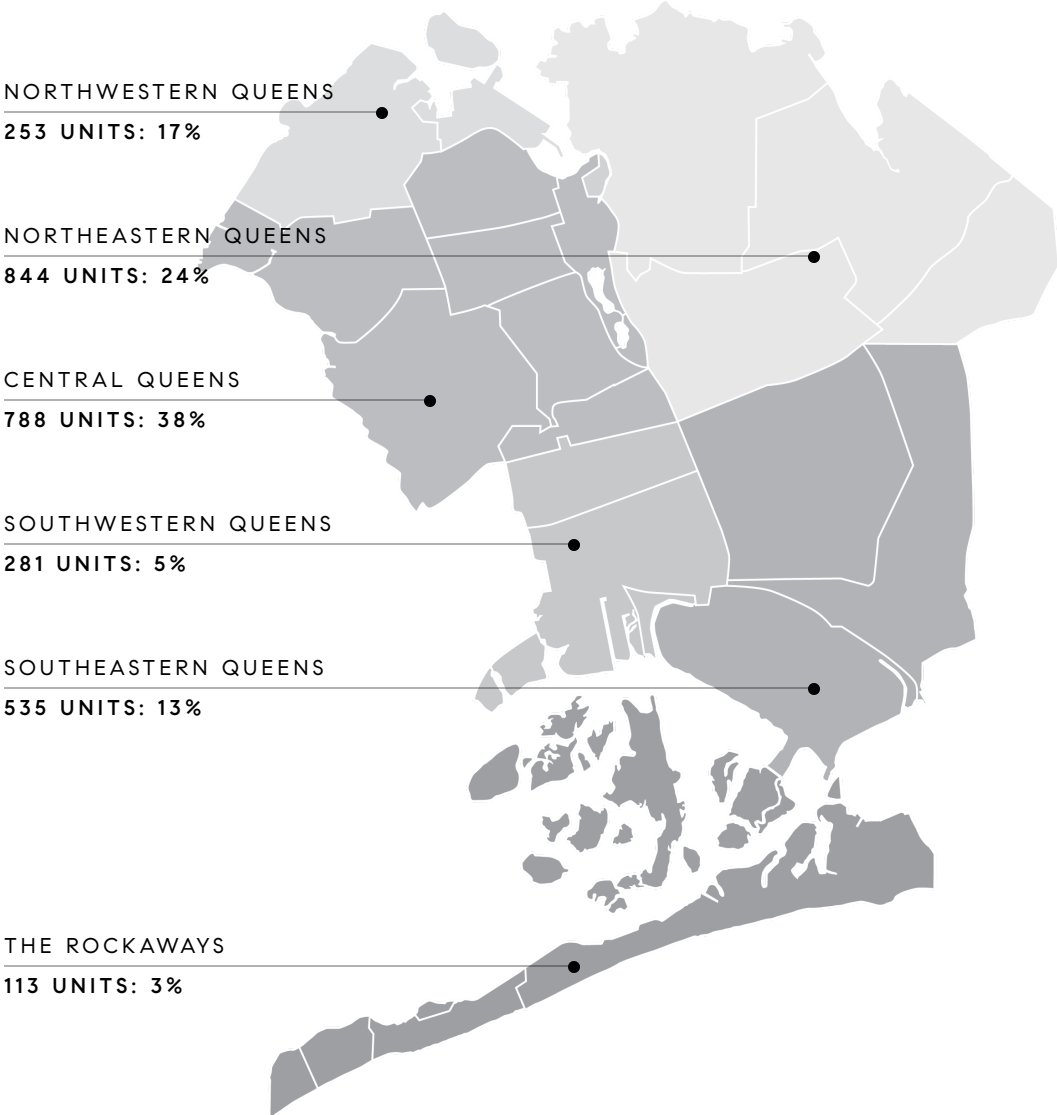 NORTHWESTERN QUEENS
253 UNITS: 17%
NORTHEASTERN QUEENS
844 UNITS: 24%
CENTRAL QUEENS
788 UNITS: 38%
SOUTHWESTERN QUEENS
281 UNITS: 5%
SOUTHEASTERN QUEENS
535 UNITS: 13%
THE ROCKAWAYS
113 UNITS: 3%